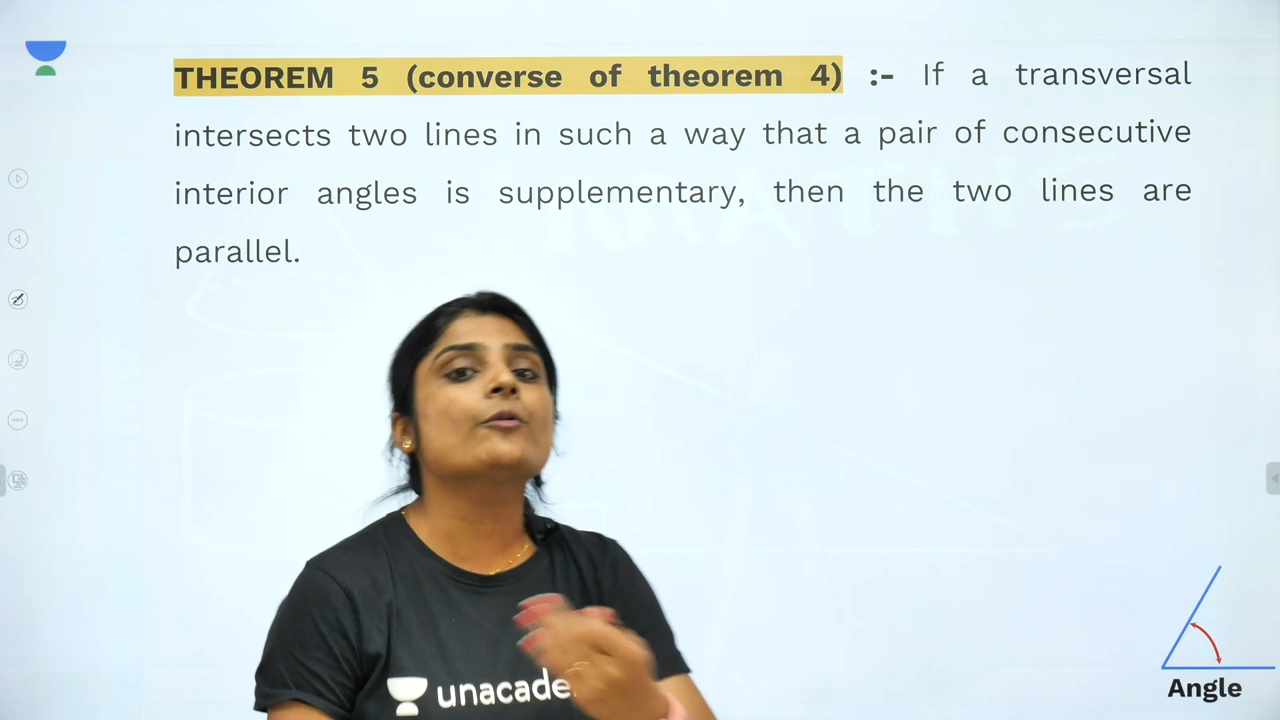 THEOREM 5 (converse of theorem 4) :- If a transversal
intersects two lines in such a way that a pair of consecutive
interior angles is supplementary, then the two lines are
parallel.
Angle